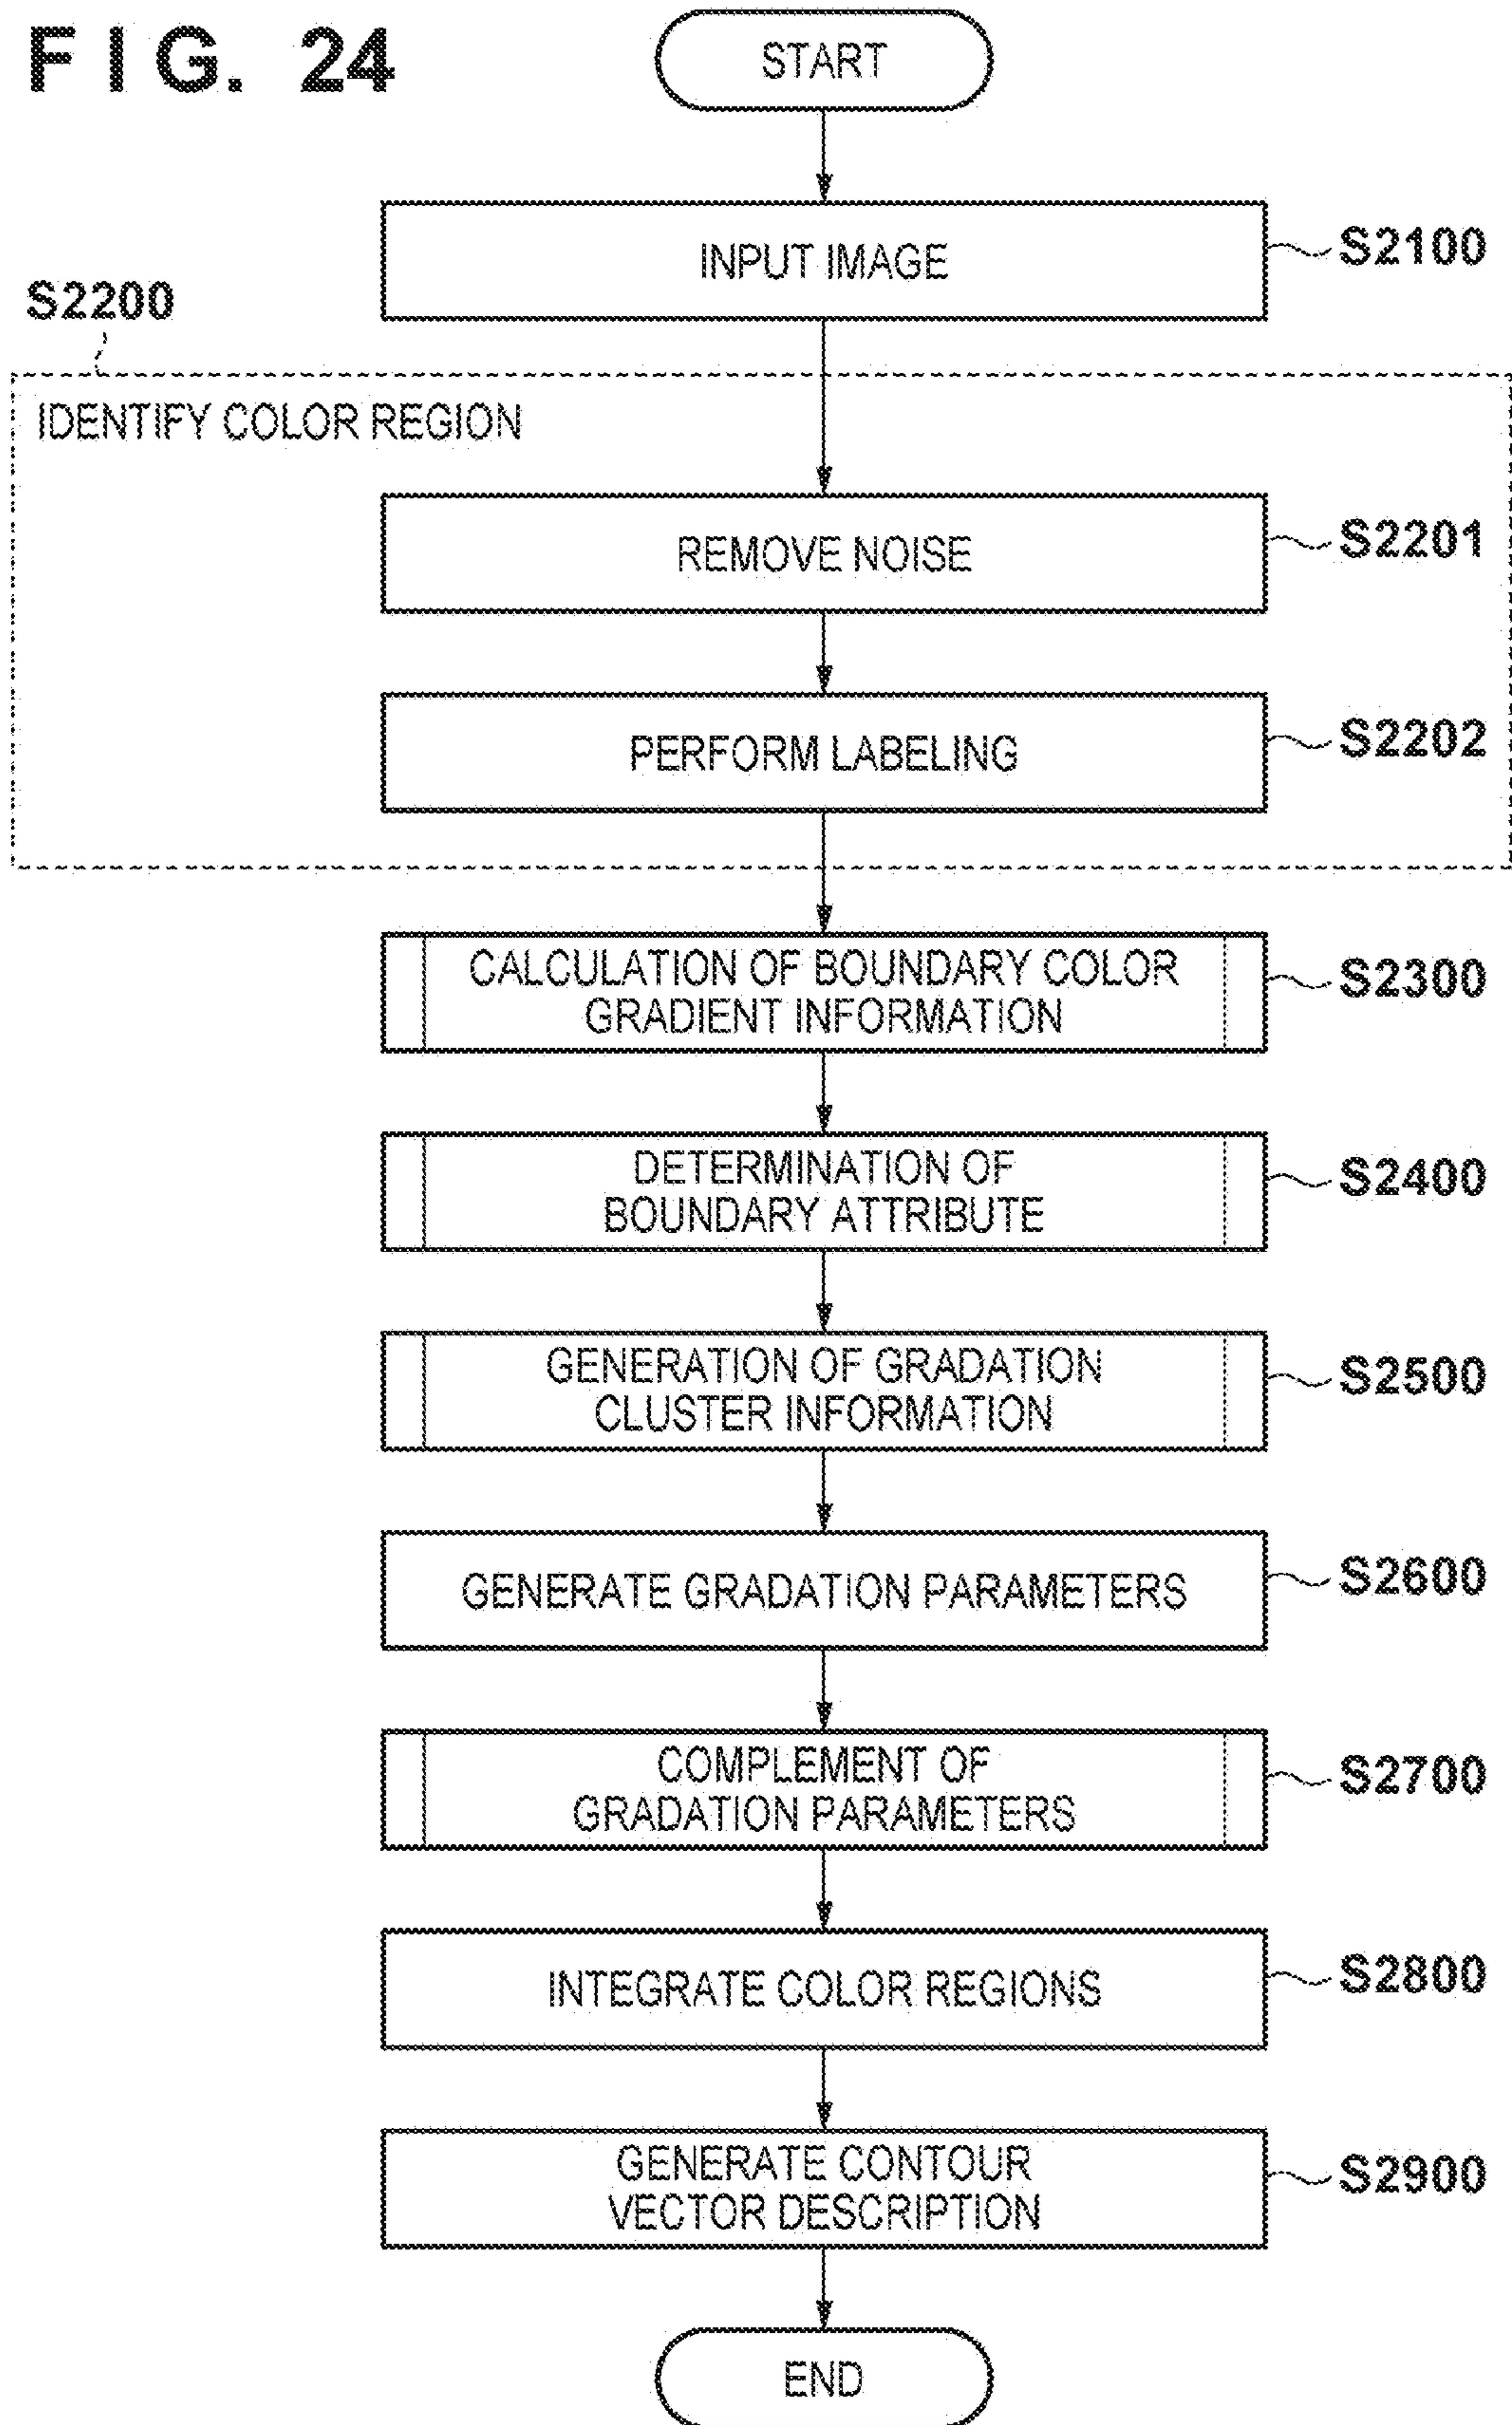 FIG. 24
START
INPUT IMAGE
S2100
S2200
IDENTIFY COLOR REGION
REMOVE NOISE
S2201
PERFORM LABELING
S2202
CALCULATION OF BOUNDARY COLOR
GRADIENT INFORMATION
S2300
DETERMINATION OF
BOUNDARY ATTRIBUTE
S2400
GENERATION OF GRADATION
CLUSTER INFORMATION
S2500
GENERATE GRADATION PARAMETERS
S2600
COMPLEMENT OF
GRADATION PARAMETERS
S2700
INTEGRATE COLOR REGIONS
S2800
GENERATE CONTOUR
VECTOR DESCRIPTION
S2900
END